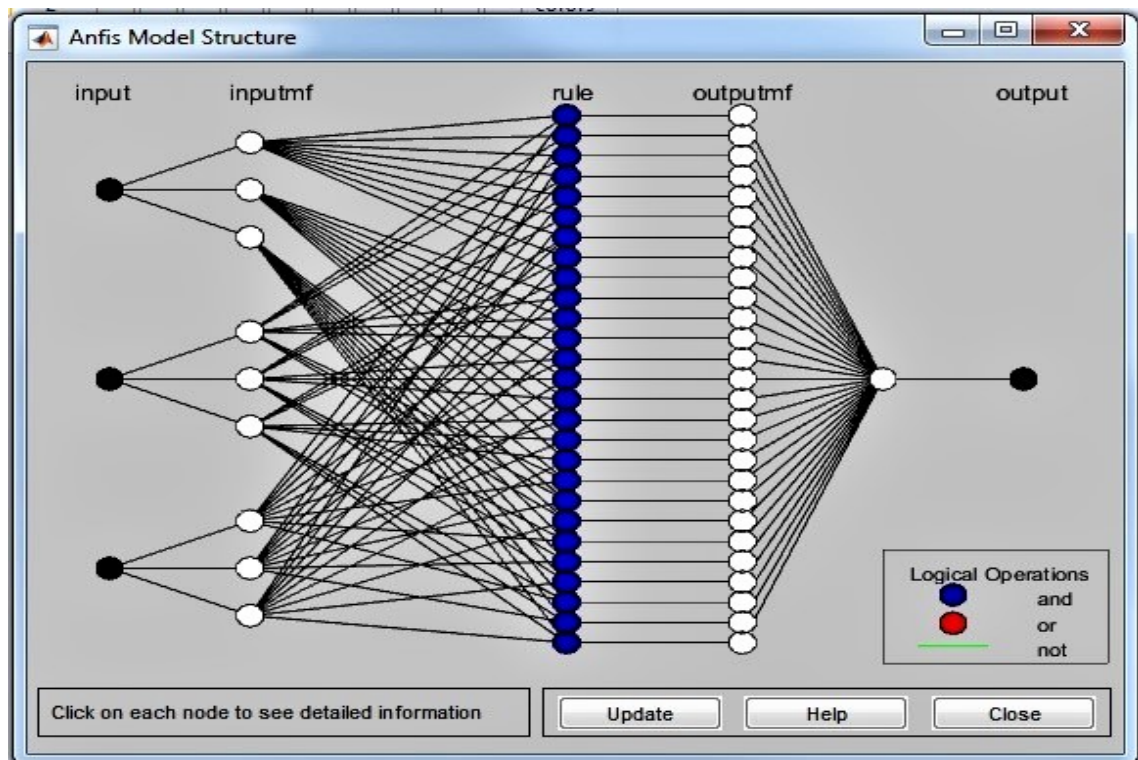 colors
Anfis Model Structure
input inputmf rule outputmf output
Logical Operations
and
or
not
Click on each node to see detailed information
Update Help Close